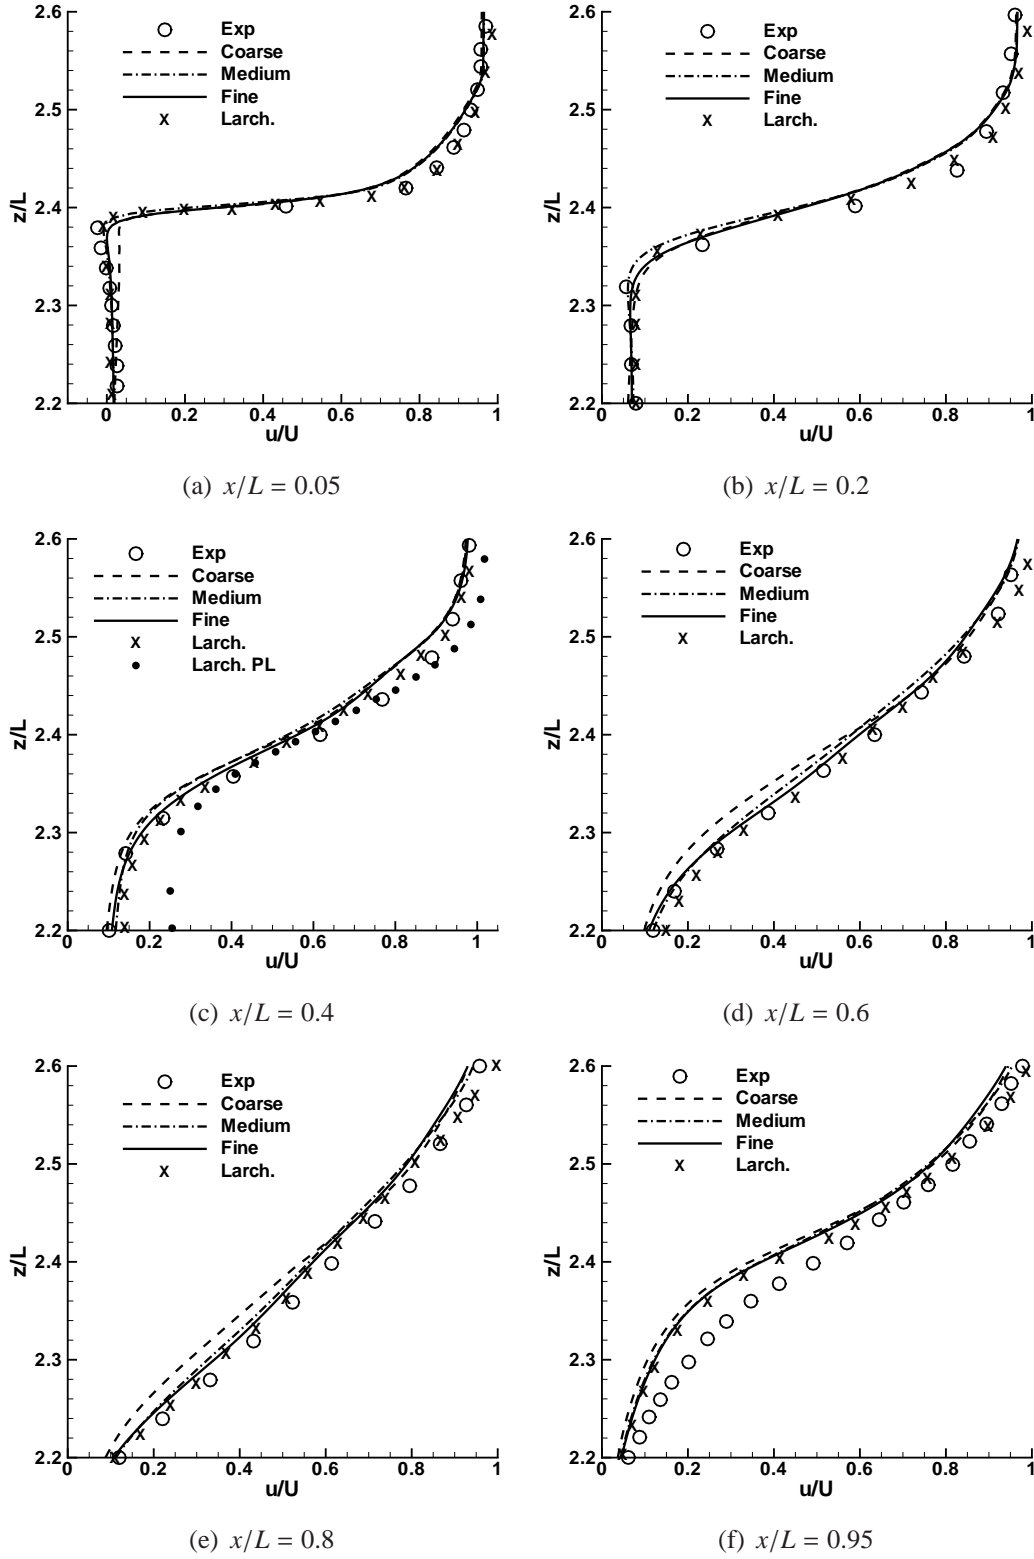 2.6
2.5
2.4
2.3
2.2
z/L
Exp
Coarse
Medium
Fine
x Larch.
0 0.2 0.4 0.6 0.8 1
u/U
(a) x/L = 0.05
2.6
2.5
2.4
2.3
2.2
z/L
Exp
Coarse
Medium
Fine
x Larch.
0 0.2 0.4 0.6 0.8 1
u/U
(b) x/L = 0.2
2.6
2.5
2.4
2.3
2.2
z/L
Exp
Coarse
Medium
Fine
x Larch.
Larch. PL
0 0.2 0.4 0.6 0.8 1
u/U
(c) x/L = 0.4
2.6
2.5
2.4
2.3
2.2
z/L
Exp
Coarse
Medium
Fine
x Larch.
0 0.2 0.4 0.6 0.8 1
u/U
(d) x/L = 0.6
2.6
2.5
2.4
2.3
2.2
z/L
Exp
Coarse
Medium
Fine
x Larch.
0 0.2 0.4 0.6 0.8 1
u/U
(e) x/L = 0.8
2.6
2.5
2.4
2.3
2.2
z/L
Exp
Coarse
Medium
Fine
x Larch.
0 0.2 0.4 0.6 0.8 1
u/U
(f) x/L = 0.95